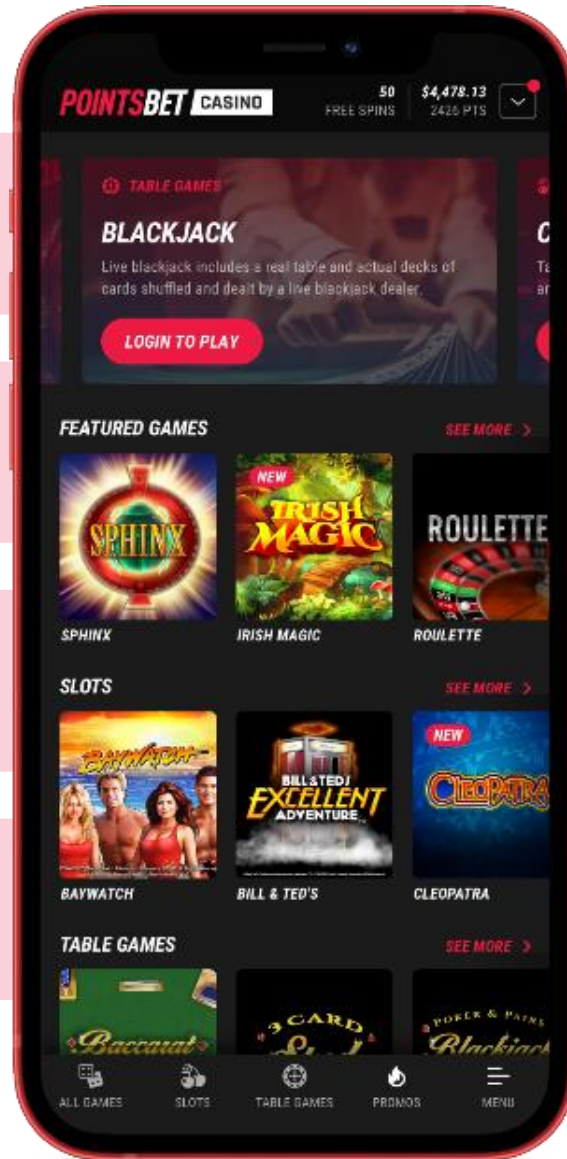 POINTSBET CASINO
50
FREE SPINS
$4,478.13
2426 PTS
TABLE GAMES
BLACKJACK
Live blackjack includes a real table and actual decks of
cards shuffled and dealt by a live blackjack dealer.
LOGIN TO PLAY
C
FEATURED GAMES
SEE MORE >
SPHINX
NEW
IRISH
MAGIC
ROULETTE
SPHINX
IRISH MAGIC
ROULETTE
SLOTS
SEE MORE >
BAYWATCH
BILL & TED'S
EXCELLENT
ADVENTURE
NEW
CLEOPATRA
BAYWATCH
BILL & TED'S
CLEOPATRA
TABLE GAMES
SEE MORE >
Baccarat
3 CARD
Stud
POKER & PAIRS
Blackjack
ALL GAMES
SLOTS
TABLE GAMES
PROMOS
MENU